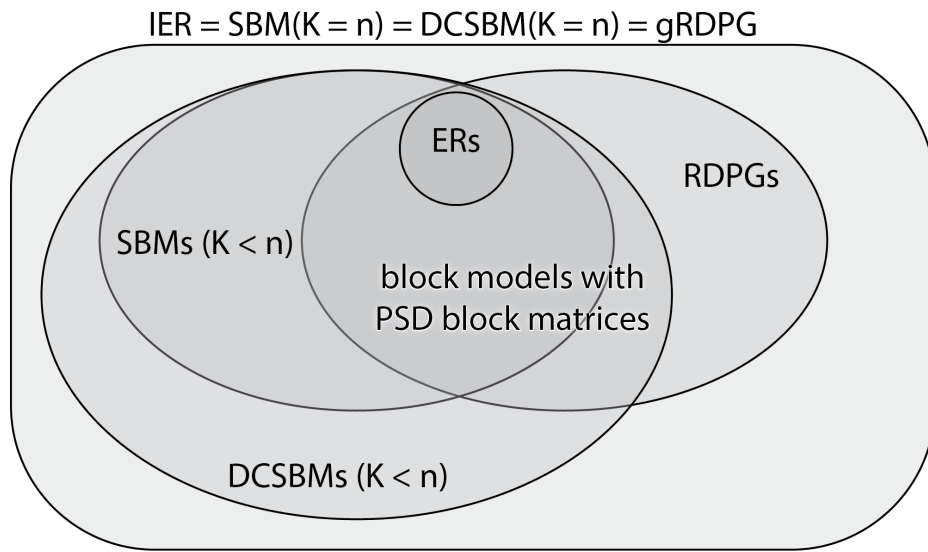 IER = SBM(K = n) = DCSBM(K = n) = gRDPG
ERs
RDPGs
SBMs (K < n)
block models with
PSD block matrices
DCSBMs (K < n)